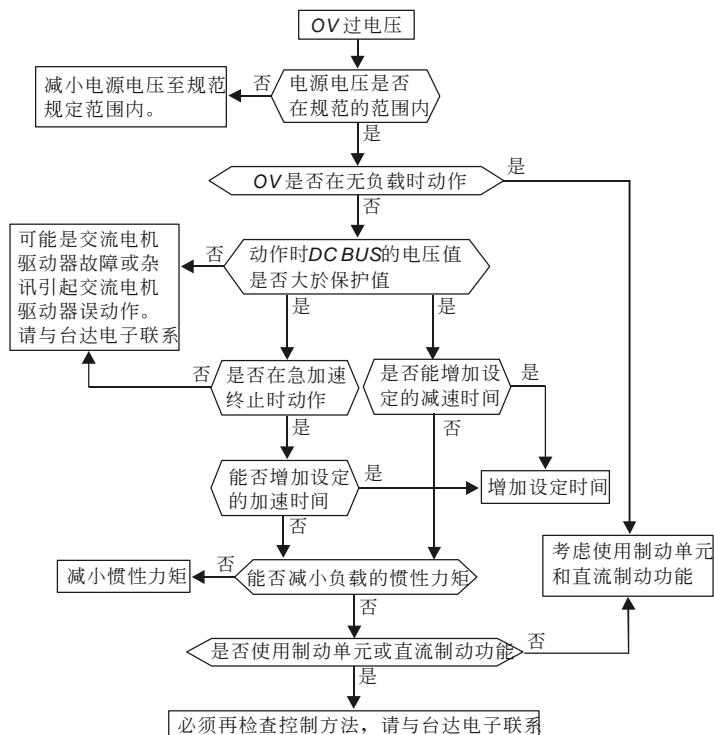 OV过电压
电源电压是否
在规范的范围内
否
减小电源电压至规范
规定范围内。
是
OV是否在无负载时动作
是
否
动作时DC BUS的电压值
是否大於保护值
否
可能是交流电机
驱动器故障或杂
讯引起交流电机
驱动器误动作。
请与台达电子联系
是
是
是否在急加速
终止时动作
否
是否能增加设
定的减速时间
是
是
否
能否增加设定
的加速时间
是
增加设定时间
否
考虑使用制动单元
和直流制动功能
能否减小负载的惯性力矩
否
减小惯性力矩
否
是否使用制动单元或直流制动功能
否
是
必须再检查控制方法，请与台达电子联系